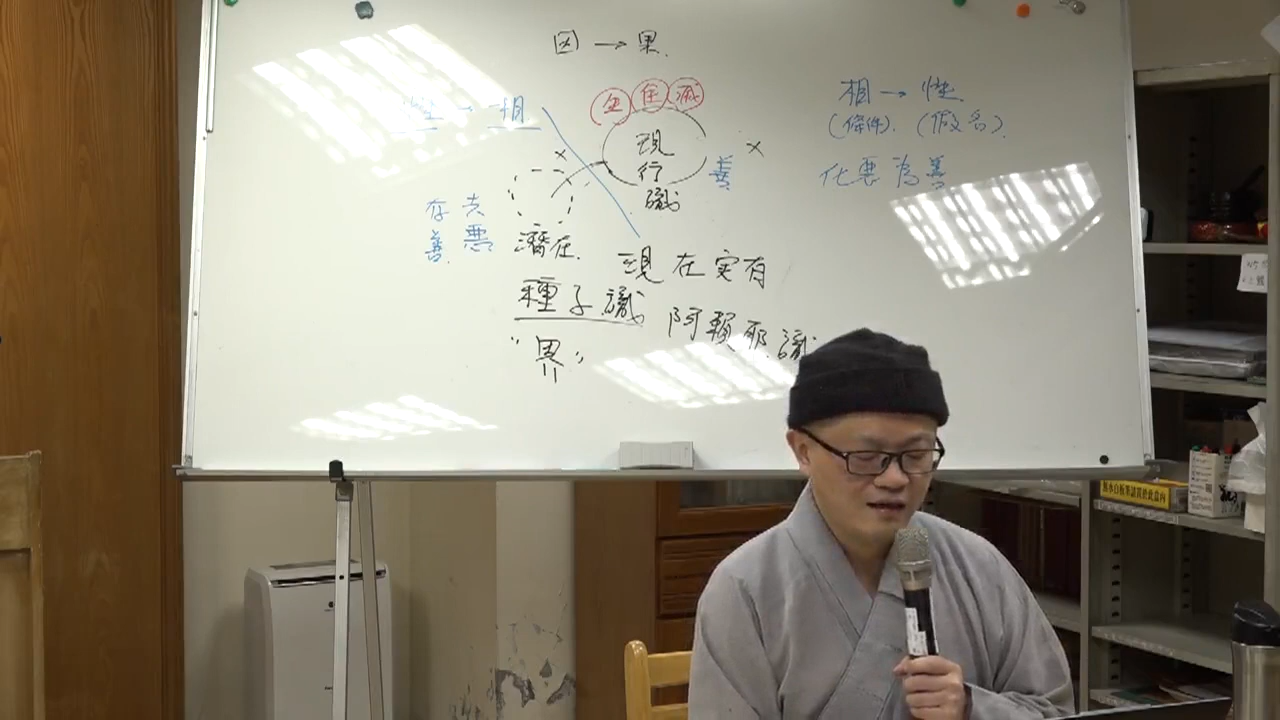 因 → 果
生 住 滅
現
行
識
善 ×
性 → 相
×
存 去
善 惡
潛在
現在實有
種子識 阿賴耶識
"界"
相 → 性
(條件) (假名)
化惡為善